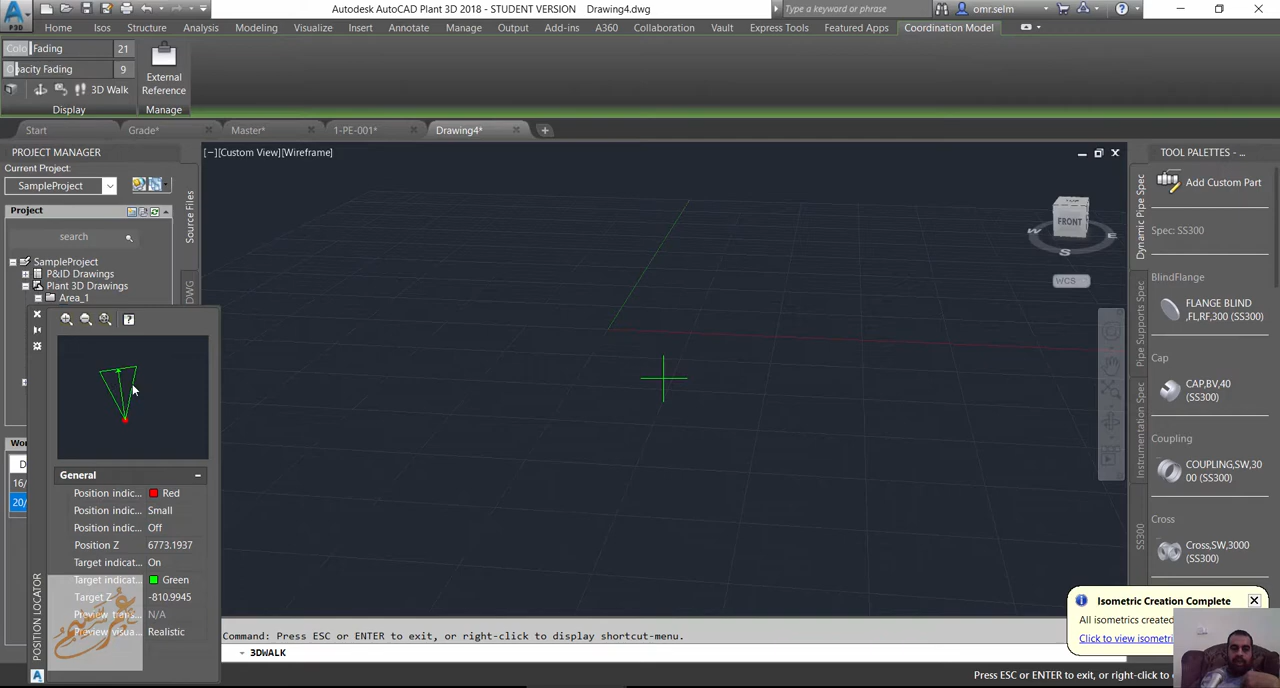 Autodesk AutoCAD Plant 3D 2018 - STUDENT VERSION Drawing4.dwg
Type a keyword or phrase
omr.selm
P3D
Home Isos Structure Analysis Modeling Visualize Insert Annotate Manage Output Add-ins A360 Collaboration Vault Express Tools Featured Apps Coordination Model
Fading 21
Opacity Fading 9
3D Walk
External
Reference
Display Manage
Start Grade* Master* 1-PE-001* Drawing4*
PROJECT MANAGER
Current Project:
SampleProject
Project
search
SampleProject
P&ID Drawings
Plant 3D Drawings
Area_1
Source Files
DWG
[−][Custom View][Wireframe]
FRONT
W
S
E
WCS
TOOL PALETTES - ...
Add Custom Part
Spec: SS300
BlindFlange
FLANGE BLIND
,FL,RF,300 (SS300)
Cap
CAP,BV,40
(SS300)
Coupling
COUPLING,SW,30
00 (SS300)
Cross
Cross,SW,3000
(SS300)
Dynamic Pipe Spec
Pipe Supports Spec
Instrumentation Spec
SS300
General
Position indic... Red
Position indic... Small
Position indic... Off
Position Z 6773.1937
Target indicat... On
Target indicat... Green
Target Z -810.9945
N/A
Realistic
POSITION LOCATOR
Command: Press ESC or ENTER to exit, or right-click to display shortcut-menu.
3DWALK
Isometric Creation Complete
All isometrics created
Click to view isometri
Press ESC or ENTER to exit, or right-click to